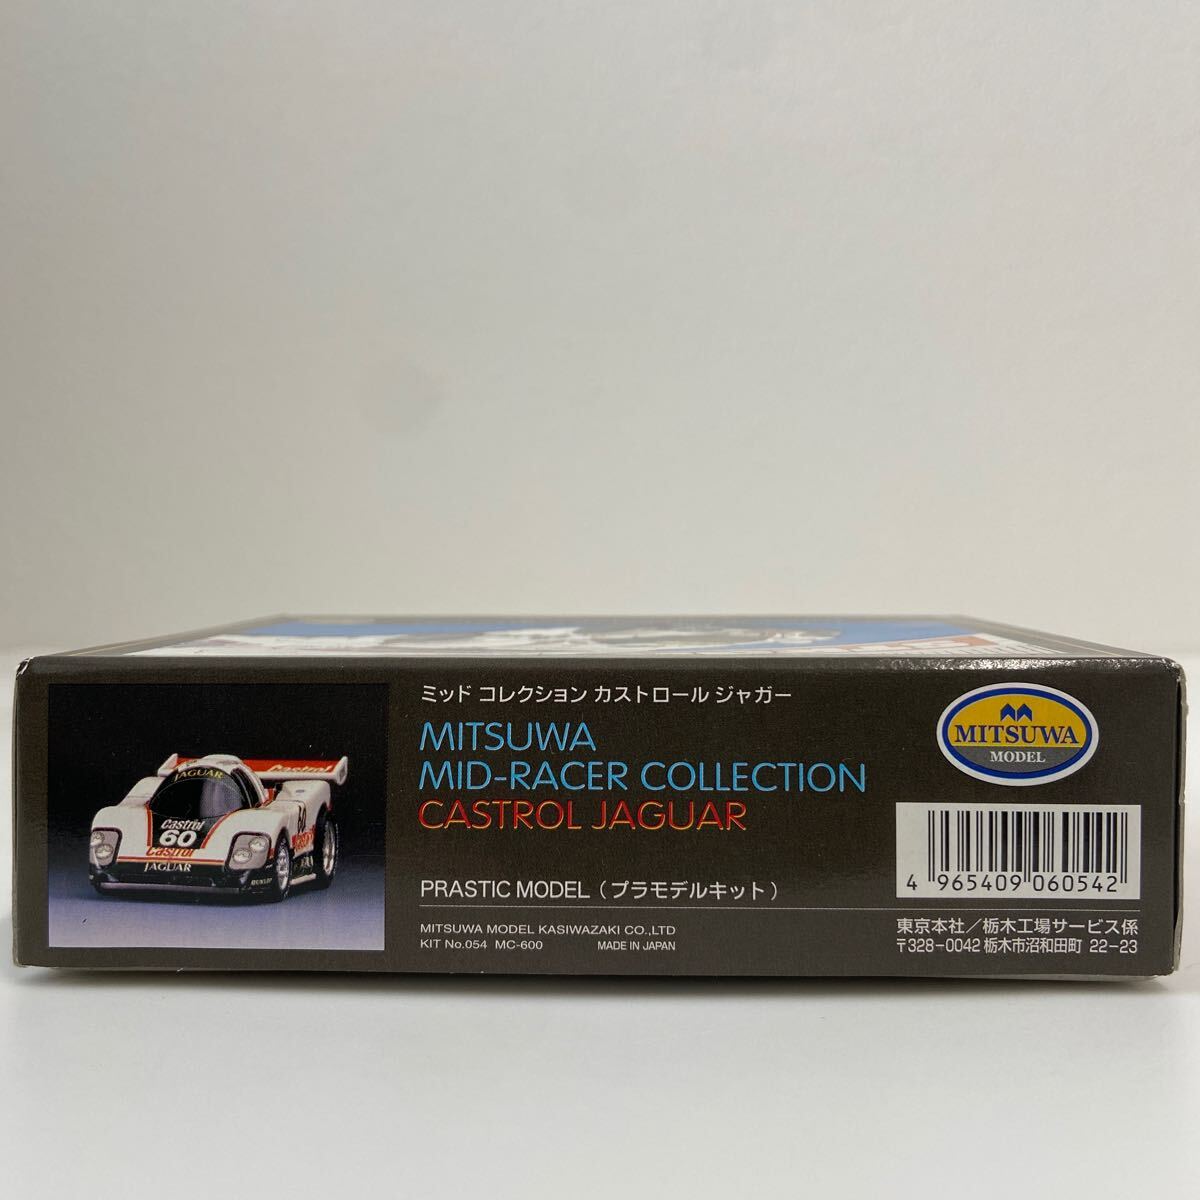 ミッド コレクション カストロール ジャガー
MITSUWA
MID-RACER COLLECTION
CASTROL JAGUAR
PRASTIC MODEL (プラモデルキット)
MITSUWA MODEL KASIWAZAKI CO.,LTD
KIT No.054 MC-600 MADE IN JAPAN
MITSUWA
MODEL
4 965409 060542
東京本社/栃木工場サービス係
〒328-0042 栃木市沼和田町 22-23
JAGUAR
Castrol
Castrol
60
Castrol
JAGUAR
DUNLOP
60